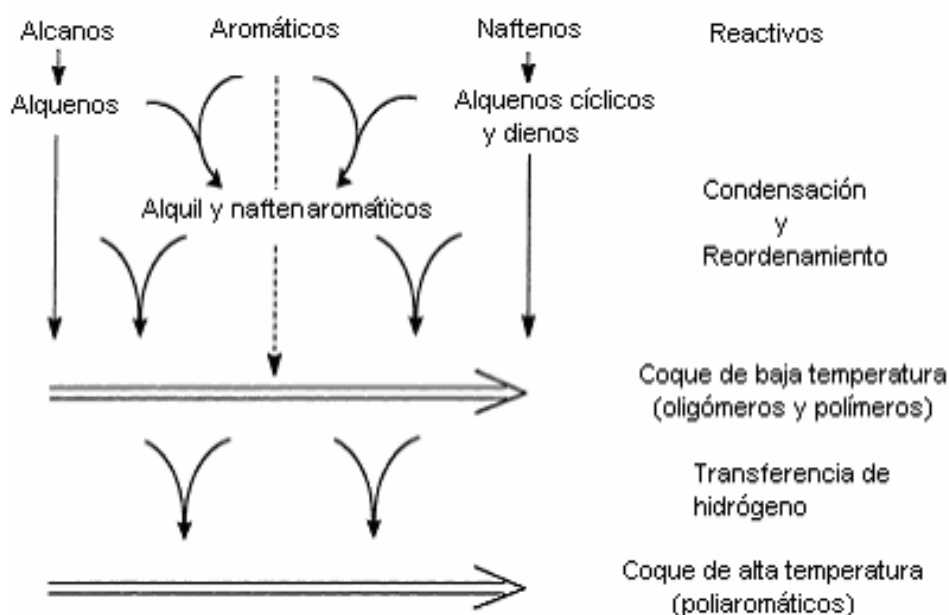 Alcanos
Aromáticos
Naftenos
Reactivos
Alquenos
Alquenos cíclicos
y dienos
Alquil y naftenaromáticos
Condensación
y
Reordenamiento
Coque de baja temperatura
(oligómeros y polímeros)
Transferencia de
hidrógeno
Coque de alta temperatura
(poliaromáticos)